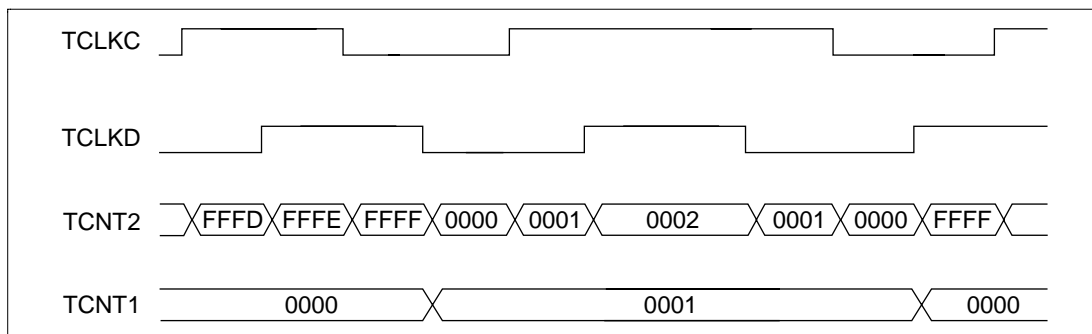 TCLKC
TCLKD
TCNT2 FFFD FFFE FFFF 0000 0001 0002 0001 0000 FFFF
TCNT1 0000 0001 0000